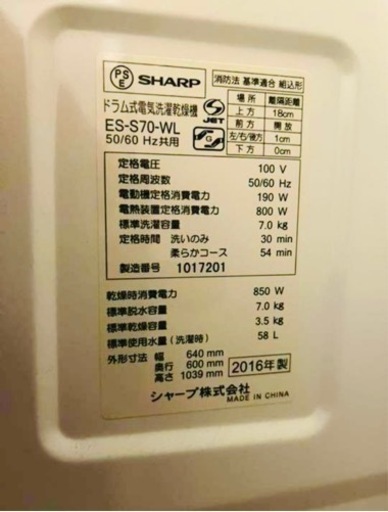 PS
E
SHARP
ドラム式電気洗濯乾燥機
ES-S70-WL
50/60 Hz共用
JET
消防法 基準適合 組込形
場所 離隔距離
上方 18cm
前方 開放
左/右/後方 1cm
下方 0cm
定格電圧 100 V
定格周波数 50/60 Hz
電動機定格消費電力 190 W
電熱装置定格消費電力 800 W
標準洗濯容量 7.0 kg
定格時間 洗いのみ 30 min
柔らかコース 54 min
製造番号 1017201
乾燥時消費電力 850 W
標準脱水容量 7.0 kg
標準乾燥容量 3.5 kg
標準使用水量(洗濯時) 58 L
外形寸法 幅 640 mm
奥行 600 mm
高さ 1039 mm
2016年製
シャープ株式会社
MADE IN CHINA